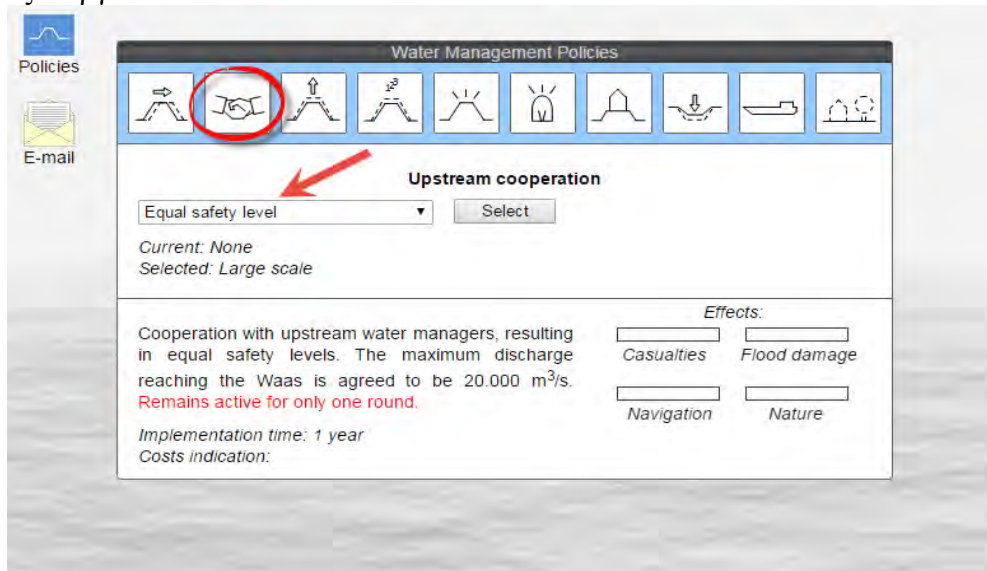 Policies
E-mail
Water Management Policies
Upstream cooperation
Equal safety level
Select
Current: None
Selected: Large scale
Cooperation with upstream water managers, resulting
in equal safety levels. The maximum discharge
reaching the Waas is agreed to be 20.000 m³/s.
Remains active for only one round.
Implementation time: 1 year
Costs indication:
Effects:
Casualties
Flood damage
Navigation
Nature